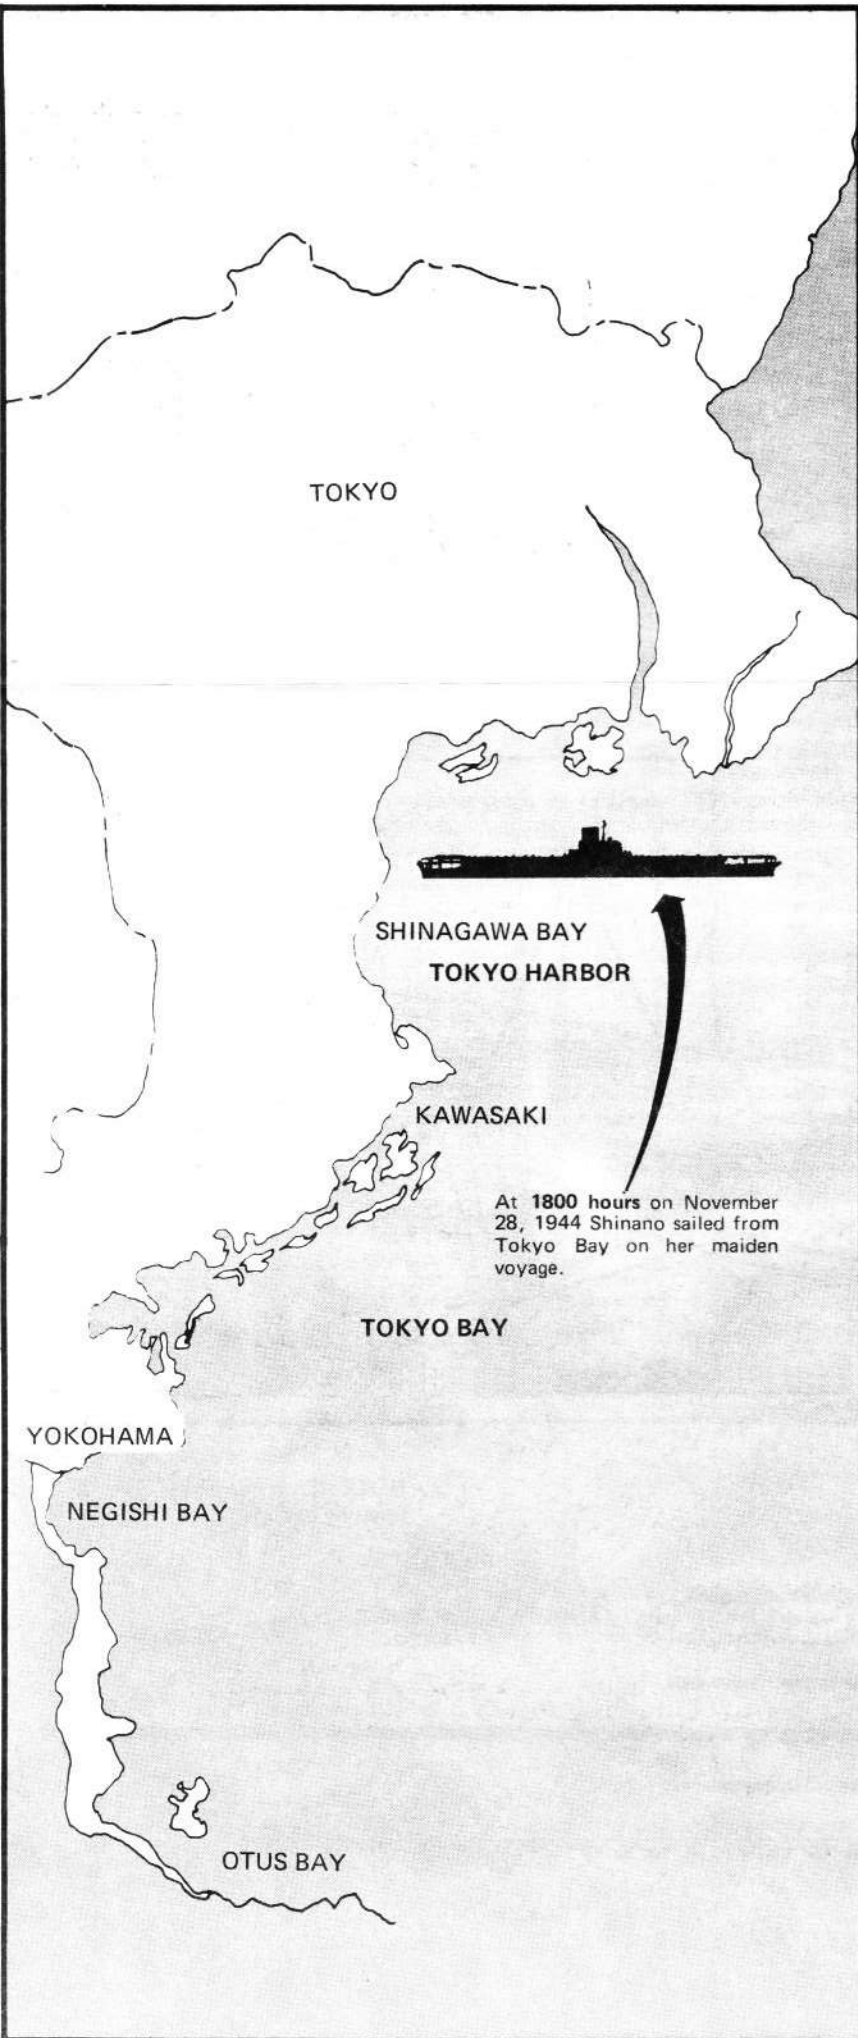 TOKYO
SHINAGAWA BAY
TOKYO HARBOR
KAWASAKI
At 1800 hours on November
28, 1944 Shinano sailed from
Tokyo Bay on her maiden
voyage.
TOKYO BAY
YOKOHAMA
NEGISHI BAY
OTUS BAY